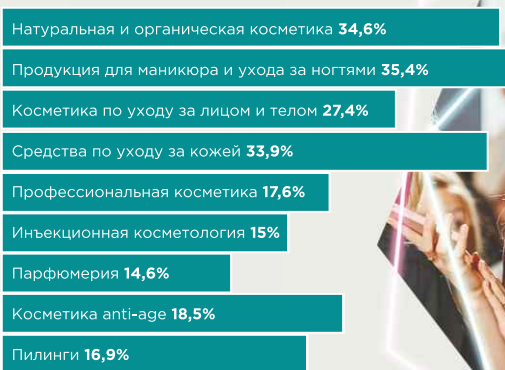 Натуральная и органическая косметика 34,6%
Продукция для маникюра и ухода за ногтями 35,4%
Косметика по уходу за лицом и телом 27,4%
Средства по уходу за кожей 33,9%
Профессиональная косметика 17,6%
Инъекционная косметология 15%
Парфюмерия 14,6%
Косметика anti-age 18,5%
Пилинги 16,9%